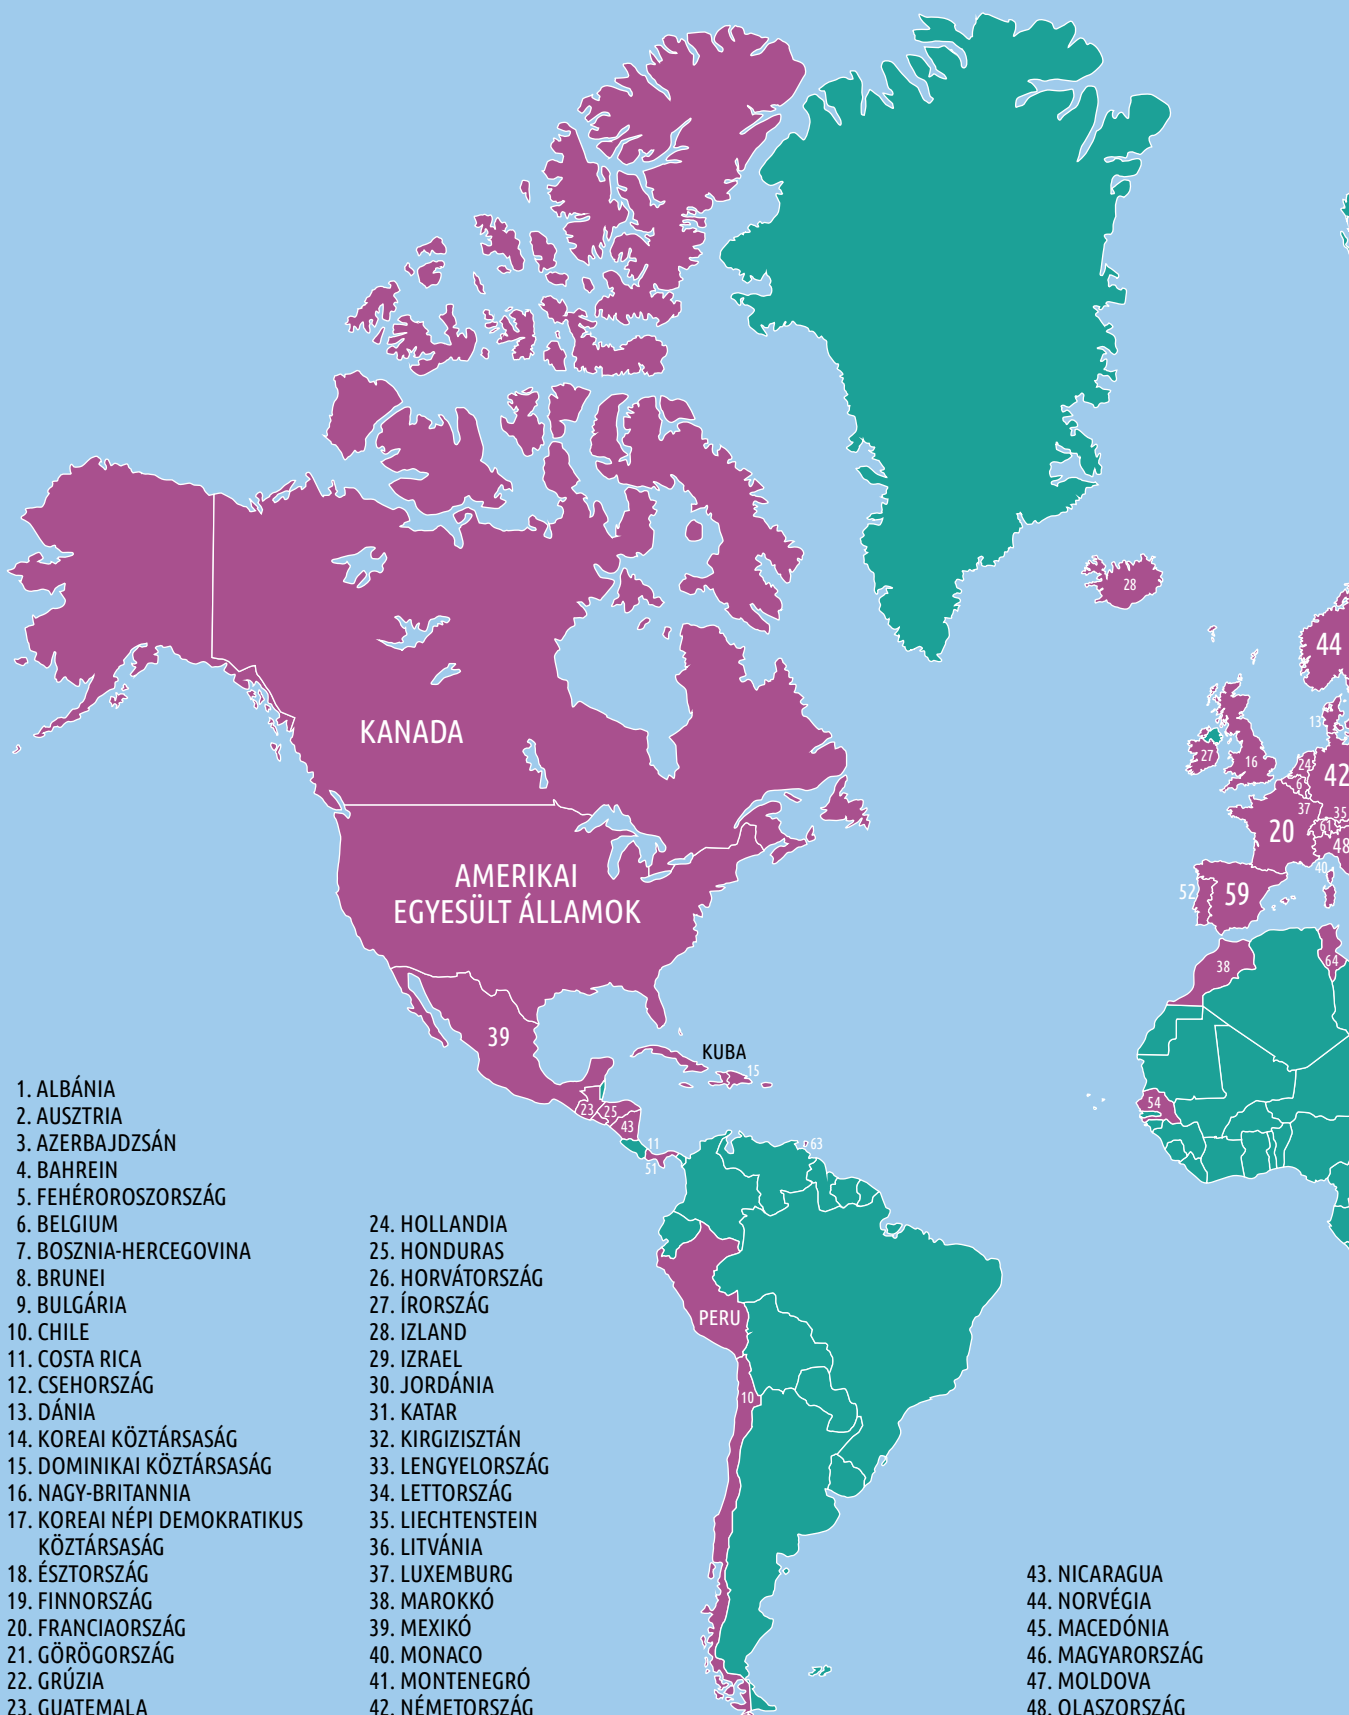 KANADA
AMERIKAI
EGYESÜLT ÁLLAMOK
39
KUBA
15
23
25
43
11
51
63
PERU
10
28
44
13
27
16
24
6
42
37
35
20
61
48
40
52
59
38
64
54
1. ALBÁNIA
2. AUSZTRIA
3. AZERBAJDZSÁN
4. BAHREIN
5. FEHÉROROSZORSZÁG
6. BELGIUM
7. BOSZNIA-HERCEGOVINA
8. BRUNEI
9. BULGÁRIA
10. CHILE
11. COSTA RICA
12. CSEHORSZÁG
13. DÁNIA
14. KOREAI KÖZTÁRSASÁG
15. DOMINIKAI KÖZTÁRSASÁG
16. NAGY-BRITANNIA
17. KOREAI NÉPI DEMOKRATIKUS
KÖZTÁRSASÁG
18. ÉSZTORSZÁG
19. FINNORSZÁG
20. FRANCIAORSZÁG
21. GÖRÖGORSZÁG
22. GRÚZIA
23. GUATEMALA
24. HOLLANDIA
25. HONDURAS
26. HORVÁTORSZÁG
27. ÍRORSZÁG
28. IZLAND
29. IZRAEL
30. JORDÁNIA
31. KATAR
32. KIRGIZISZTÁN
33. LENGYELORSZÁG
34. LETTORSZÁG
35. LIECHTENSTEIN
36. LITVÁNIA
37. LUXEMBURG
38. MAROKKÓ
39. MEXIKÓ
40. MONACO
41. MONTENEGRÓ
42. NÉMETORSZÁG
43. NICARAGUA
44. NORVÉGIA
45. MACEDÓNIA
46. MAGYARORSZÁG
47. MOLDOVA
48. OLASZORSZÁG